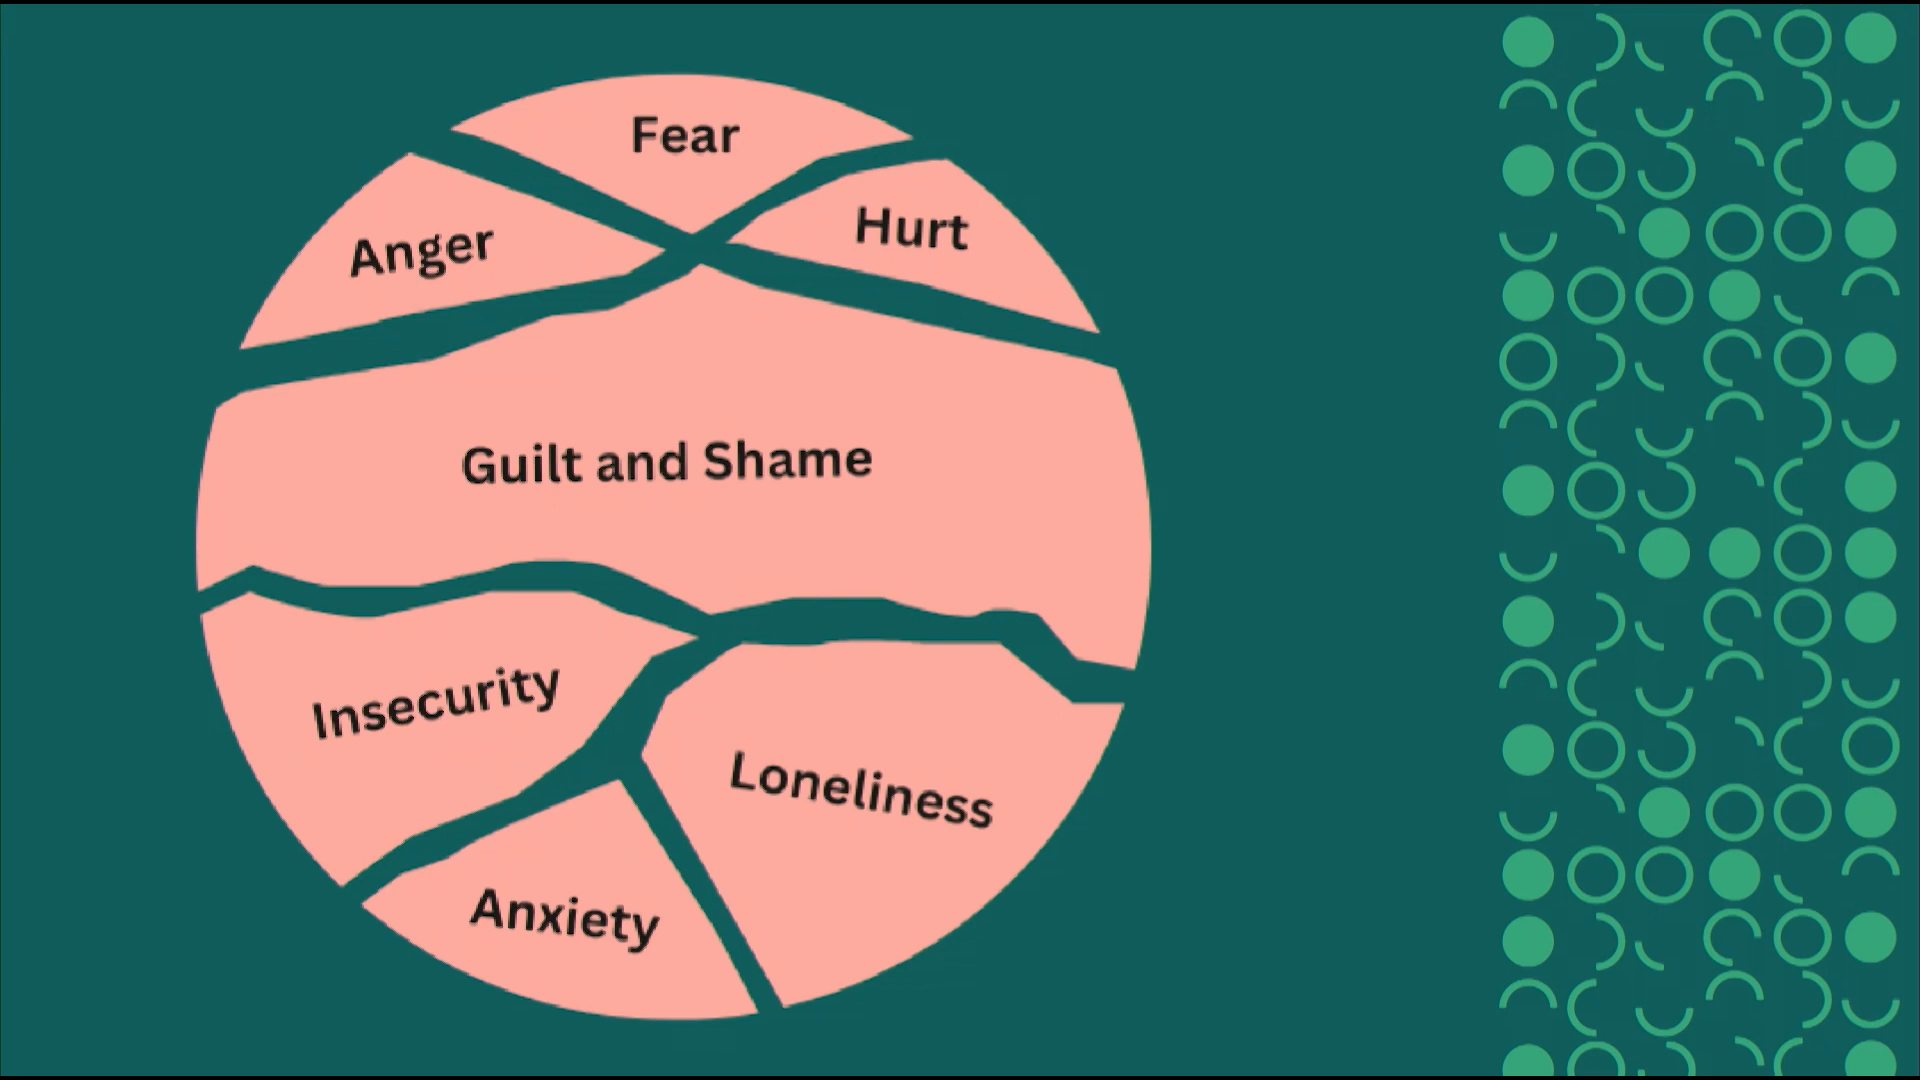 Fear
Anger
Hurt
Guilt and Shame
Insecurity
Loneliness
Anxiety